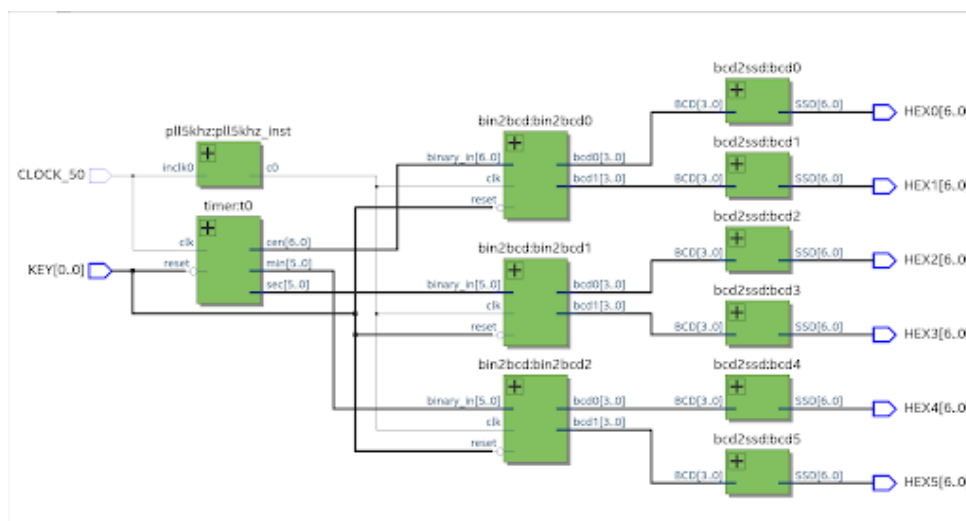 bcd2ssd:bcd0
BCD[3..0] SSD[6..0] HEX0[6..0
pll5khz:pll5khz_inst
inclk0 c0
CLOCK_50
bin2bcd:bin2bcd0
binary_in[6..0] bcd0[3..0]
clk bcd1[3..0]
reset
bcd2ssd:bcd1
BCD[3..0] SSD[6..0] HEX1[6..0
timer:t0
clk cen[6..0]
reset min[5..0]
sec[5..0]
KEY[0..0]
bcd2ssd:bcd2
BCD[3..0] SSD[6..0] HEX2[6..0
bin2bcd:bin2bcd1
binary_in[5..0] bcd0[3..0]
clk bcd1[3..0]
reset
bcd2ssd:bcd3
BCD[3..0] SSD[6..0] HEX3[6..0
bin2bcd:bin2bcd2
binary_in[5..0] bcd0[3..0]
clk bcd1[3..0]
reset
bcd2ssd:bcd4
BCD[3..0] SSD[6..0] HEX4[6..0
bcd2ssd:bcd5
BCD[3..0] SSD[6..0] HEX5[6..0